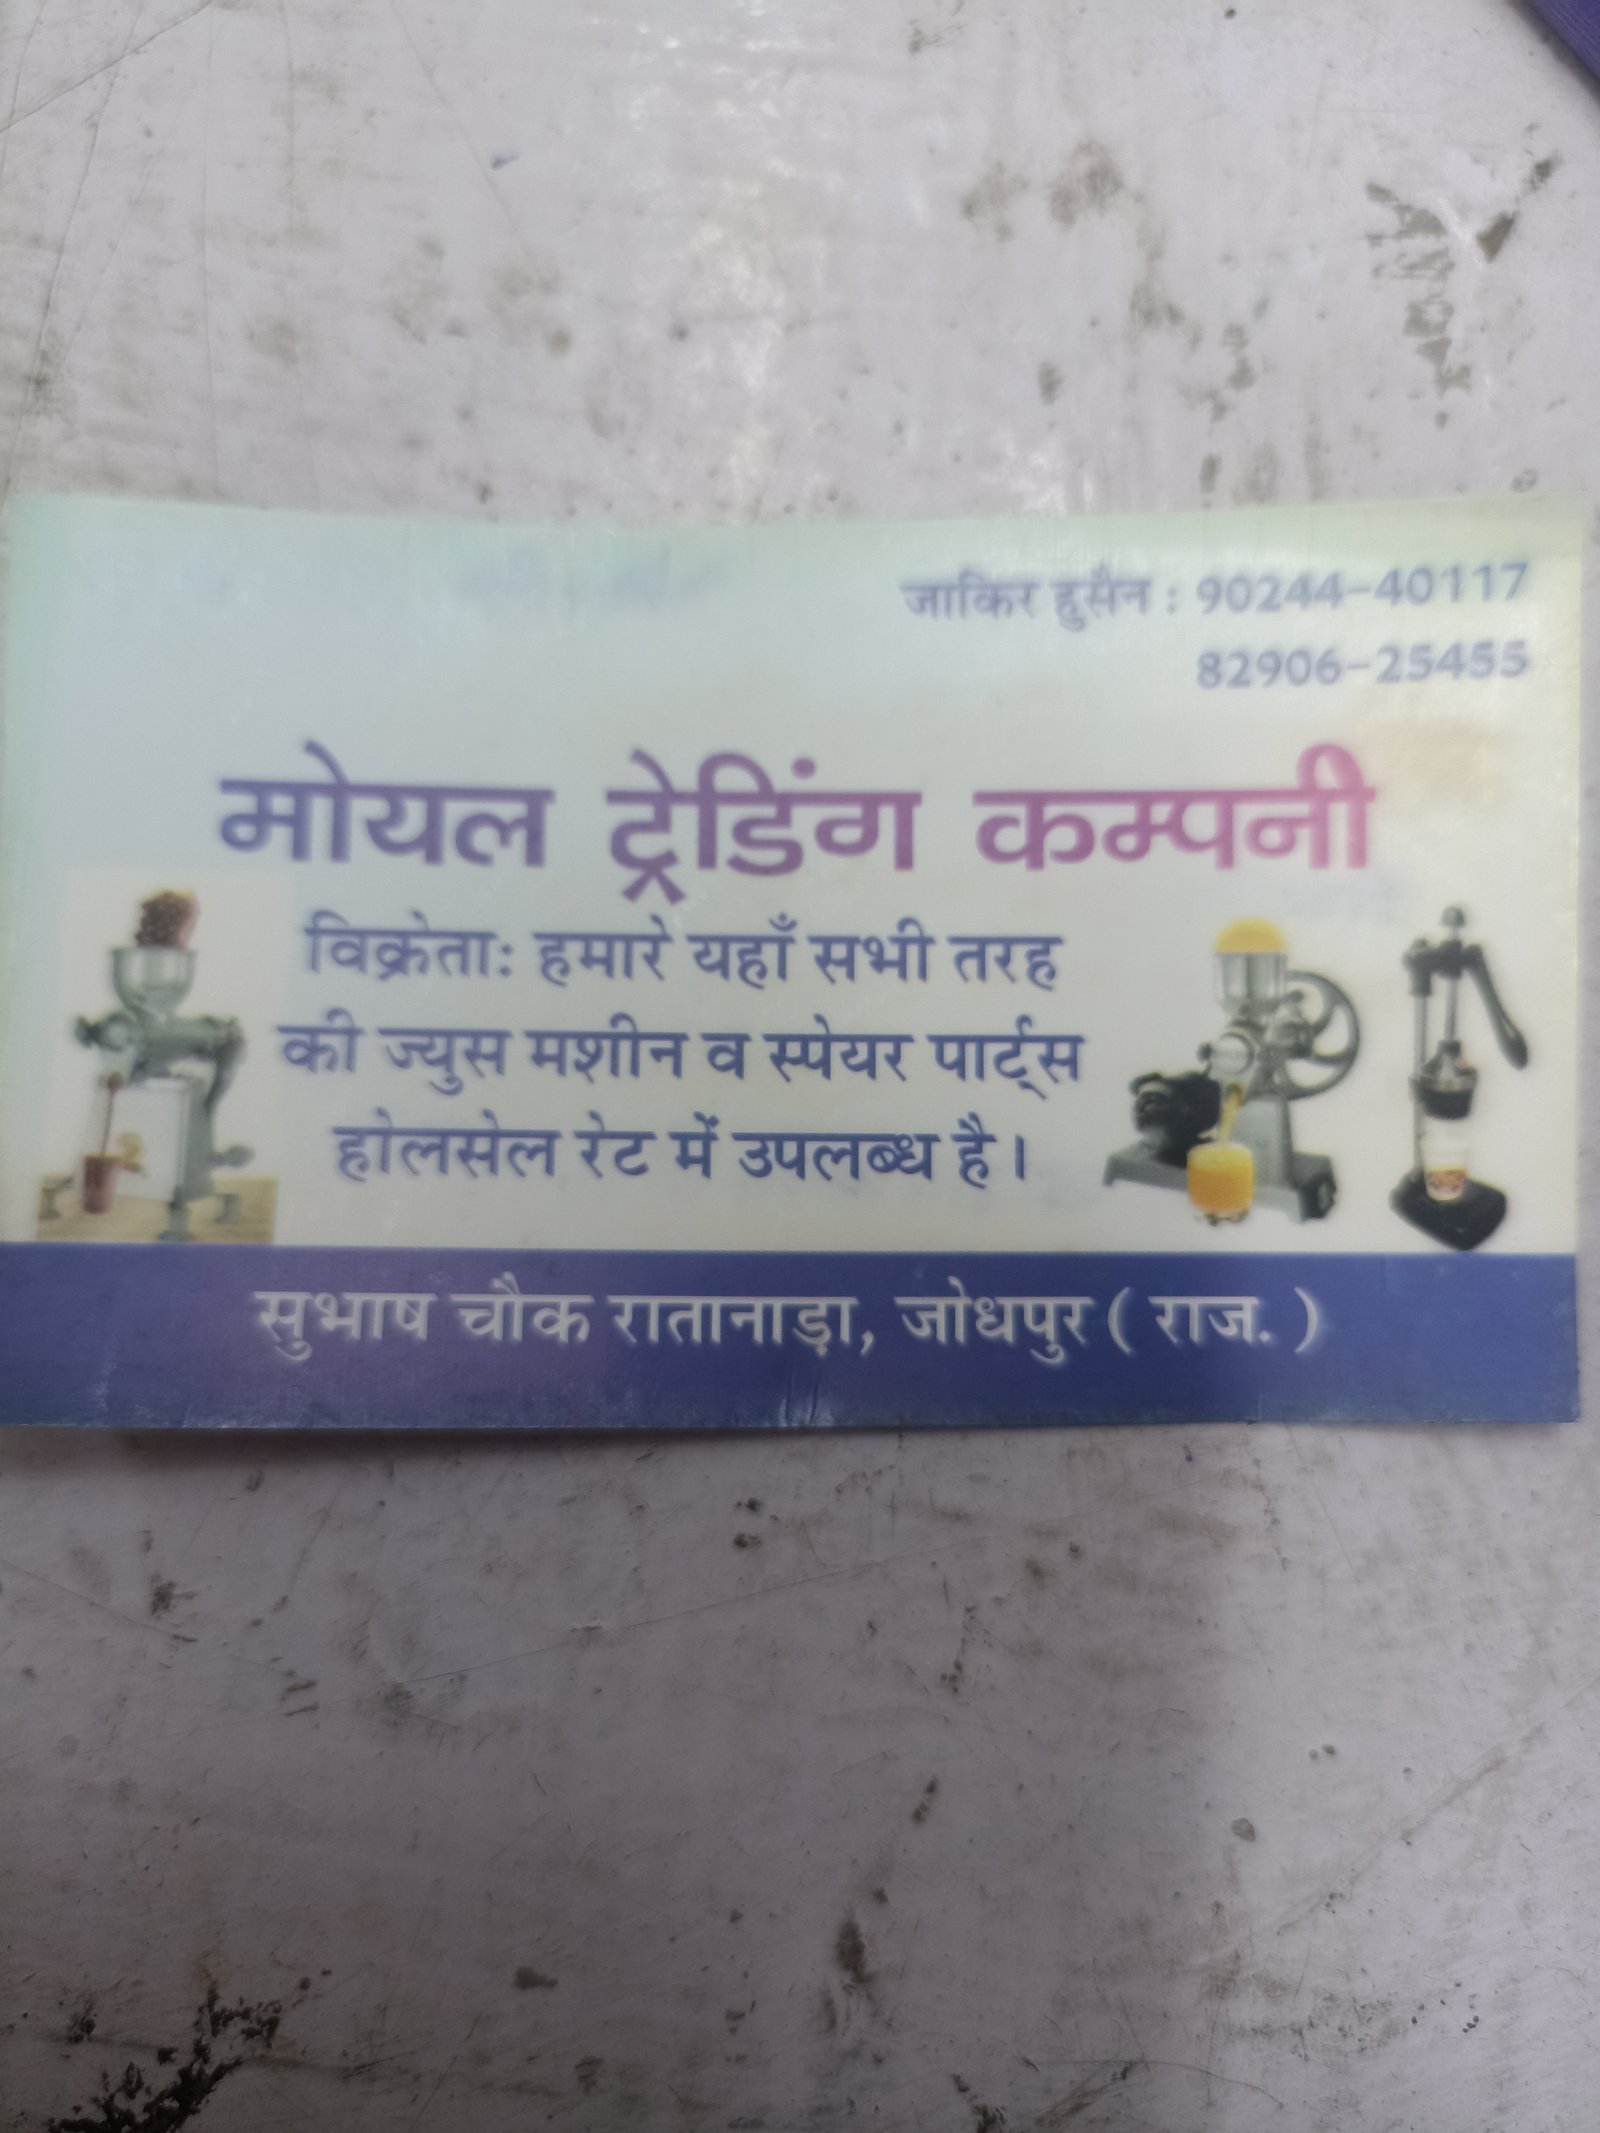 जाकिर हुसैन : 90244-40117
82906-25455
मोयल ट्रेडिंग कम्पनी
विक्रेताः हमारे यहाँ सभी तरह
की ज्युस मशीन व स्पेयर पार्ट्स
होलसेल रेट में उपलब्ध है।
सुभाष चौक रातानाड़ा, जोधपुर ( राज. )